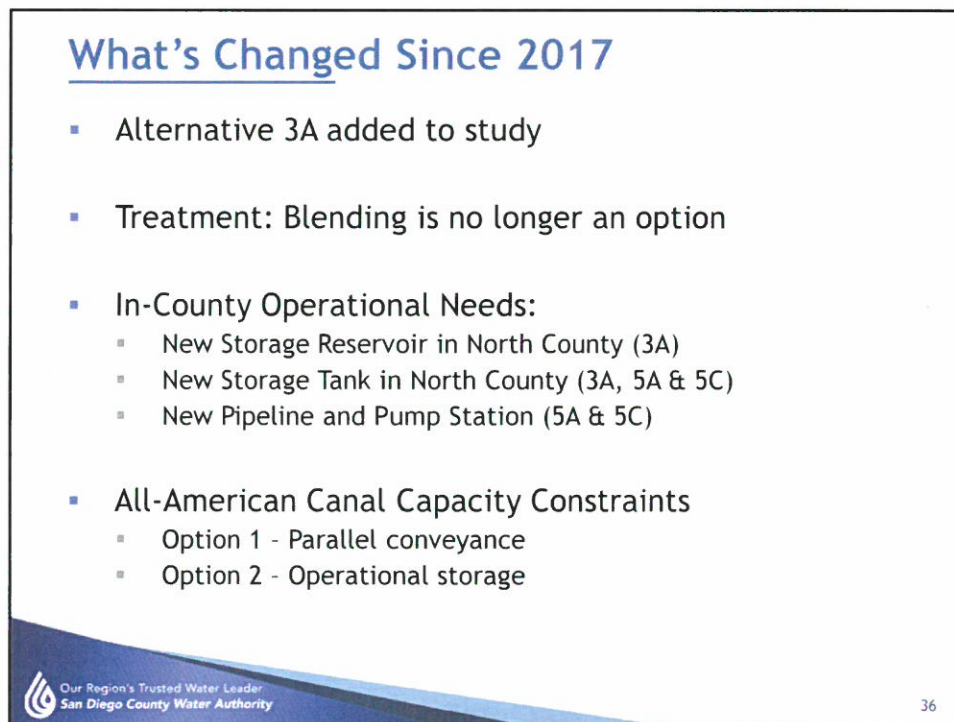 What's Changed Since 2017
▪ Alternative 3A added to study
▪ Treatment: Blending is no longer an option
▪ In-County Operational Needs:
▪ New Storage Reservoir in North County (3A)
▪ New Storage Tank in North County (3A, 5A & 5C)
▪ New Pipeline and Pump Station (5A & 5C)
▪ All-American Canal Capacity Constraints
▪ Option 1 - Parallel conveyance
▪ Option 2 - Operational storage
Our Region's Trusted Water Leader
San Diego County Water Authority
36